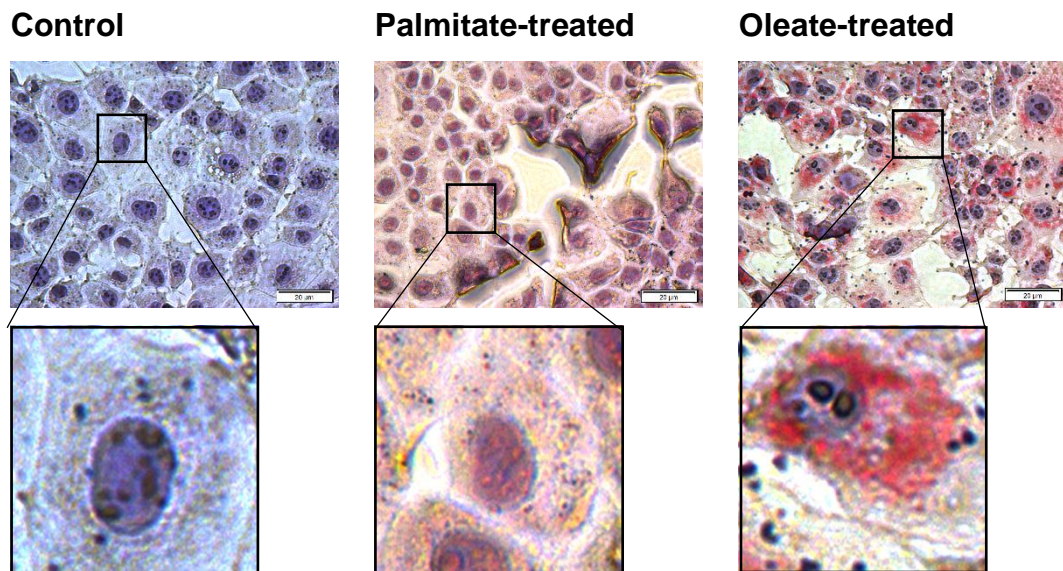 Control
Palmitate-treated
Oleate-treated
20 µm
20 µm
20 µm